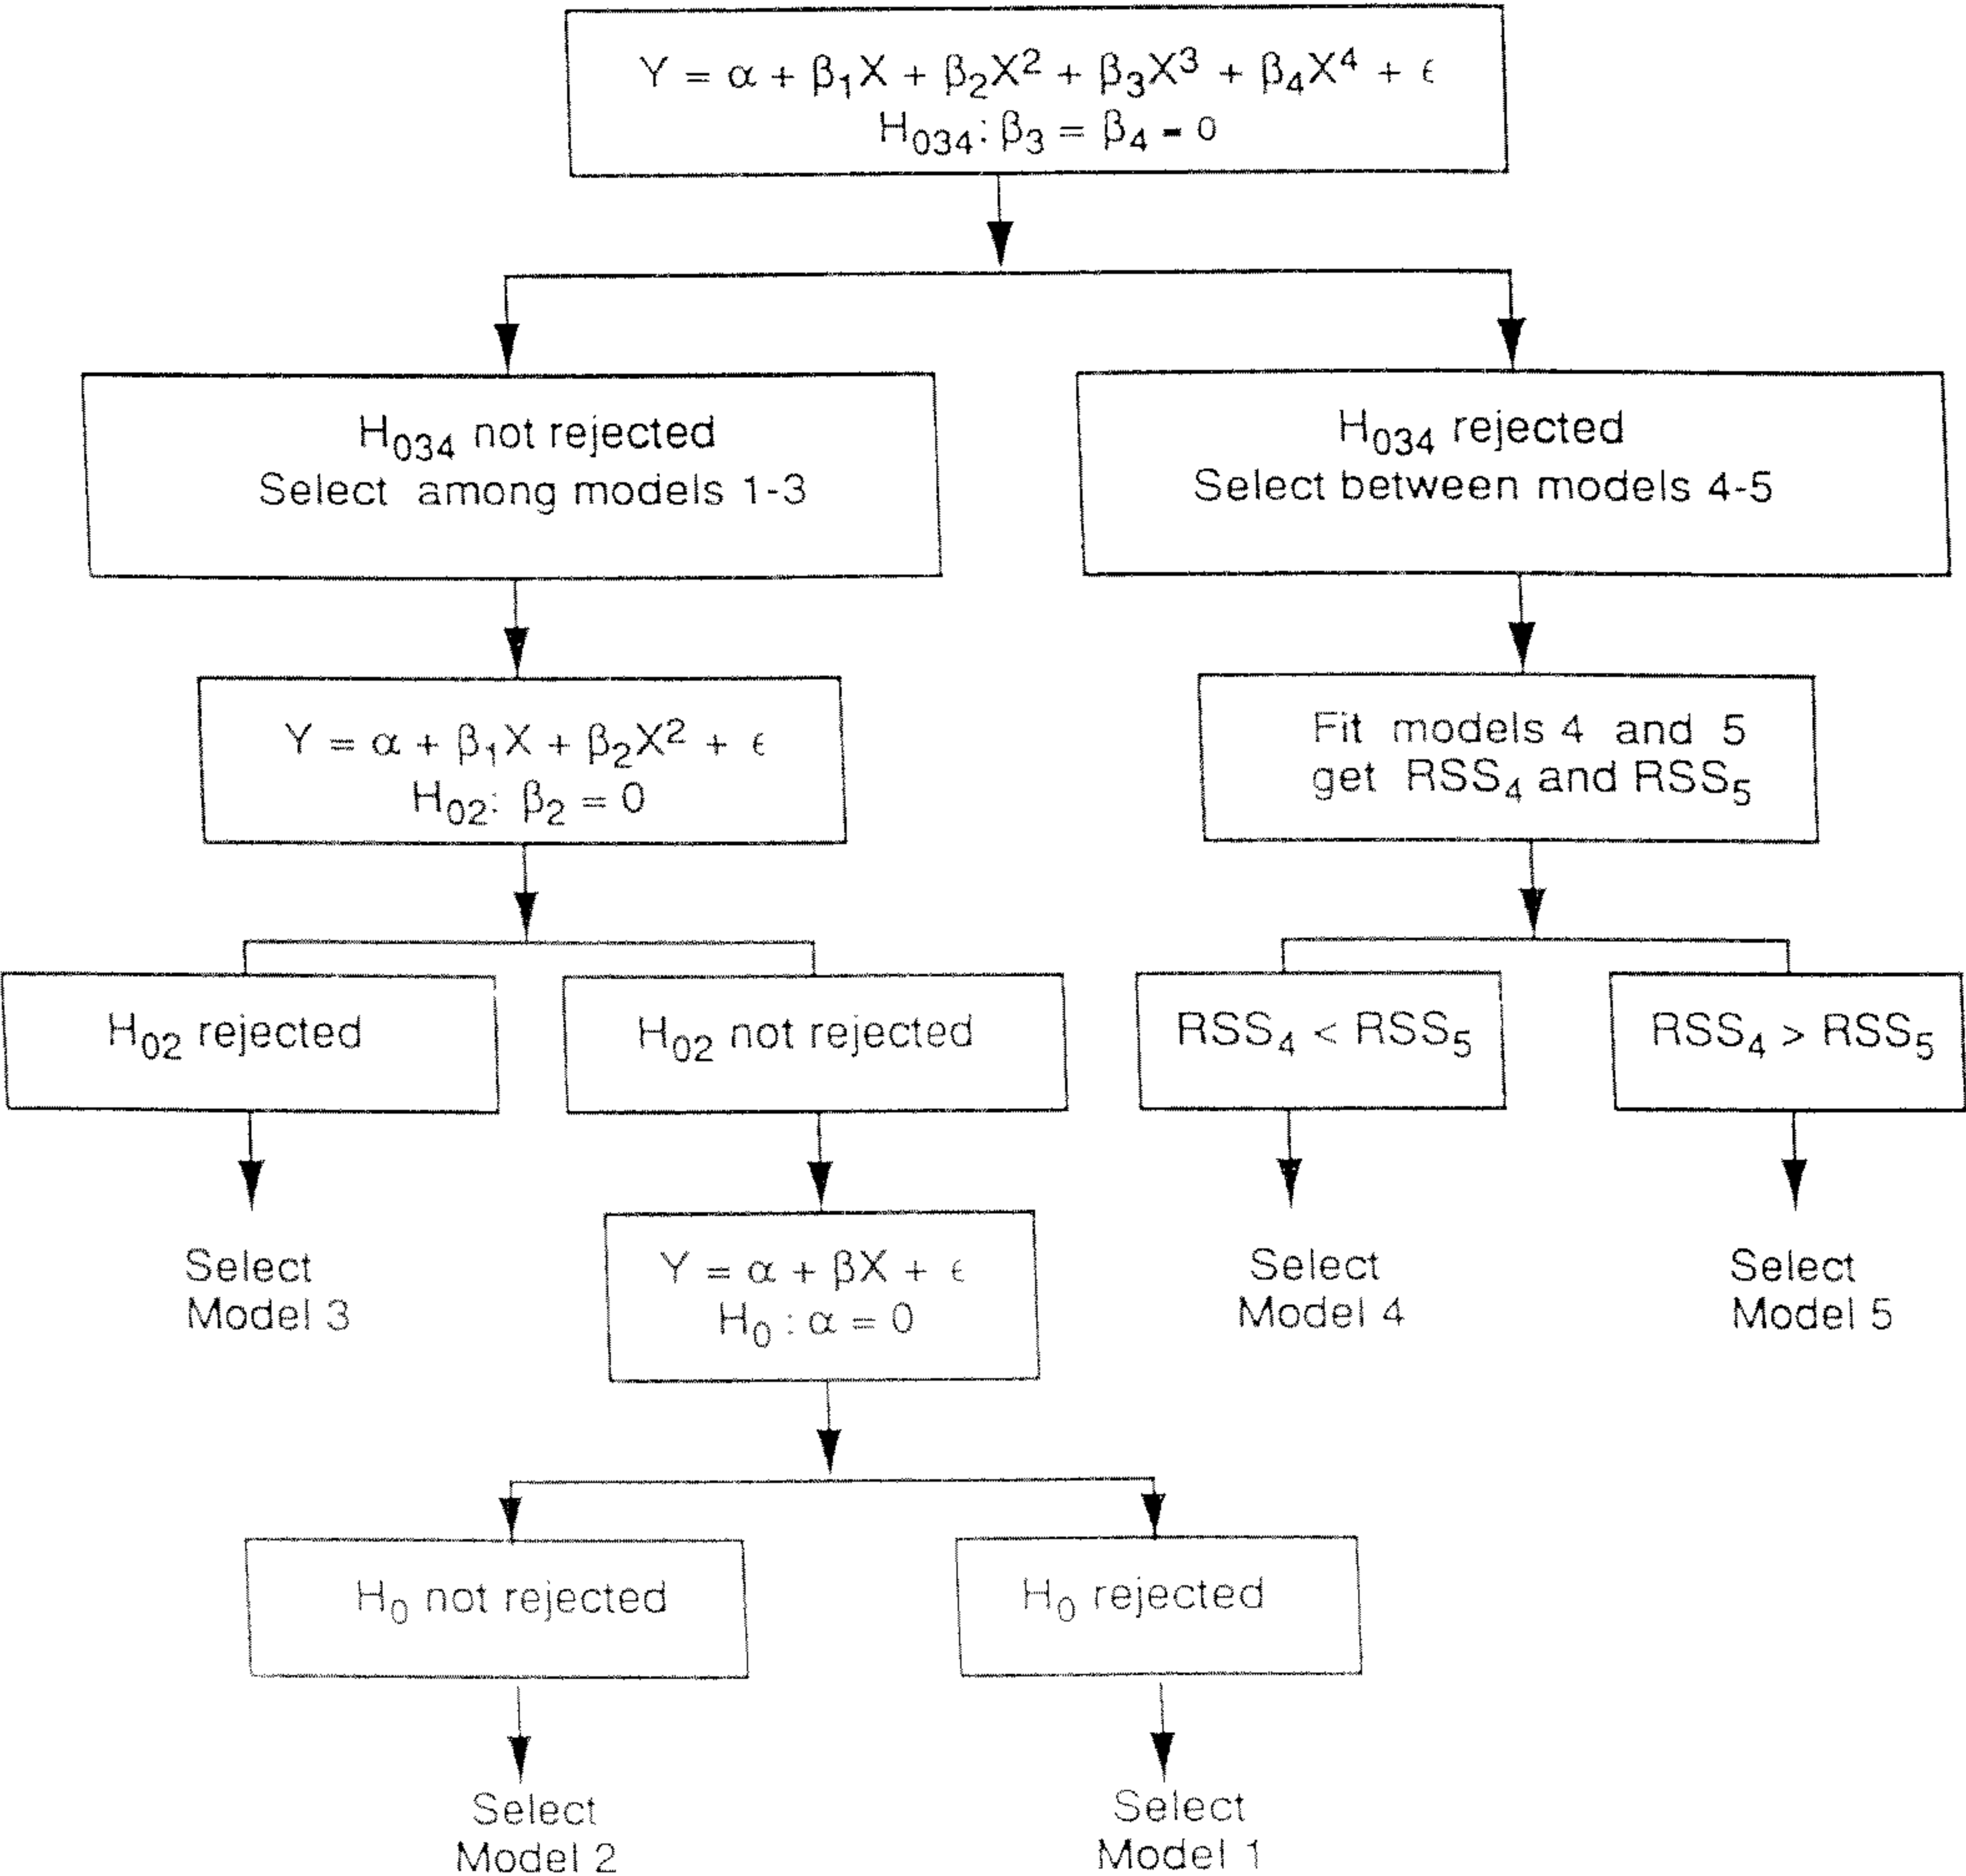 Y = α + β₁X + β₂X² + β₃X³ + β₄X⁴ + ϵ
H₀₃₄: β₃ = β₄ = 0
H₀₃₄ not rejected
Select among models 1-3
H₀₃₄ rejected
Select between models 4-5
Y = α + β₁X + β₂X² + ϵ
H₀₂: β₂ = 0
Fit models 4 and 5
get RSS₄ and RSS₅
H₀₂ rejected
H₀₂ not rejected
RSS₄ < RSS₅
RSS₄ > RSS₅
Select
Model 3
Y = α + βX + ϵ
H₀ : α = 0
Select
Model 4
Select
Model 5
H₀ not rejected
H₀ rejected
Select
Model 2
Select
Model 1